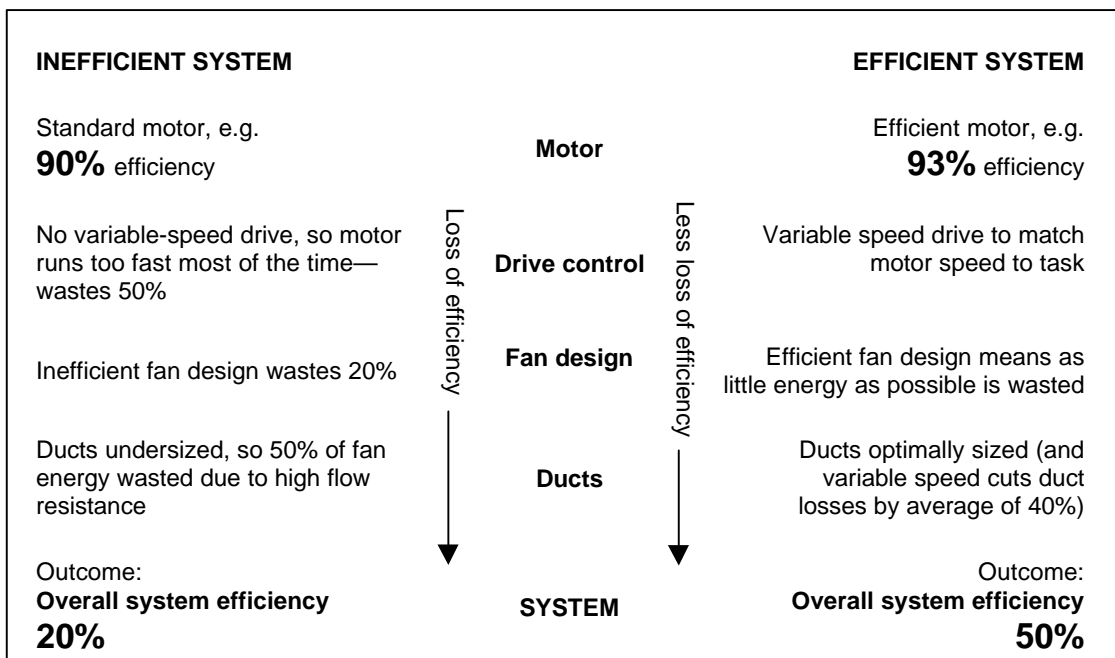 INEFFICIENT SYSTEM
EFFICIENT SYSTEM
Standard motor, e.g.
90% efficiency
Motor
Efficient motor, e.g.
93% efficiency
Loss of efficiency
Less loss of efficiency
No variable-speed drive, so motor
runs too fast most of the time—
wastes 50%
Drive control
Variable speed drive to match
motor speed to task
Inefficient fan design wastes 20%
Fan design
Efficient fan design means as
little energy as possible is wasted
Ducts undersized, so 50% of fan
energy wasted due to high flow
resistance
Ducts
Ducts optimally sized (and
variable speed cuts duct
losses by average of 40%)
Outcome:
Overall system efficiency
20%
SYSTEM
Outcome:
Overall system efficiency
50%